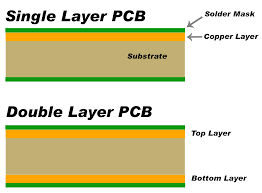 Single Layer PCB
Solder Mask
Copper Layer
Substrate
Double Layer PCB
Top Layer
Bottom Layer